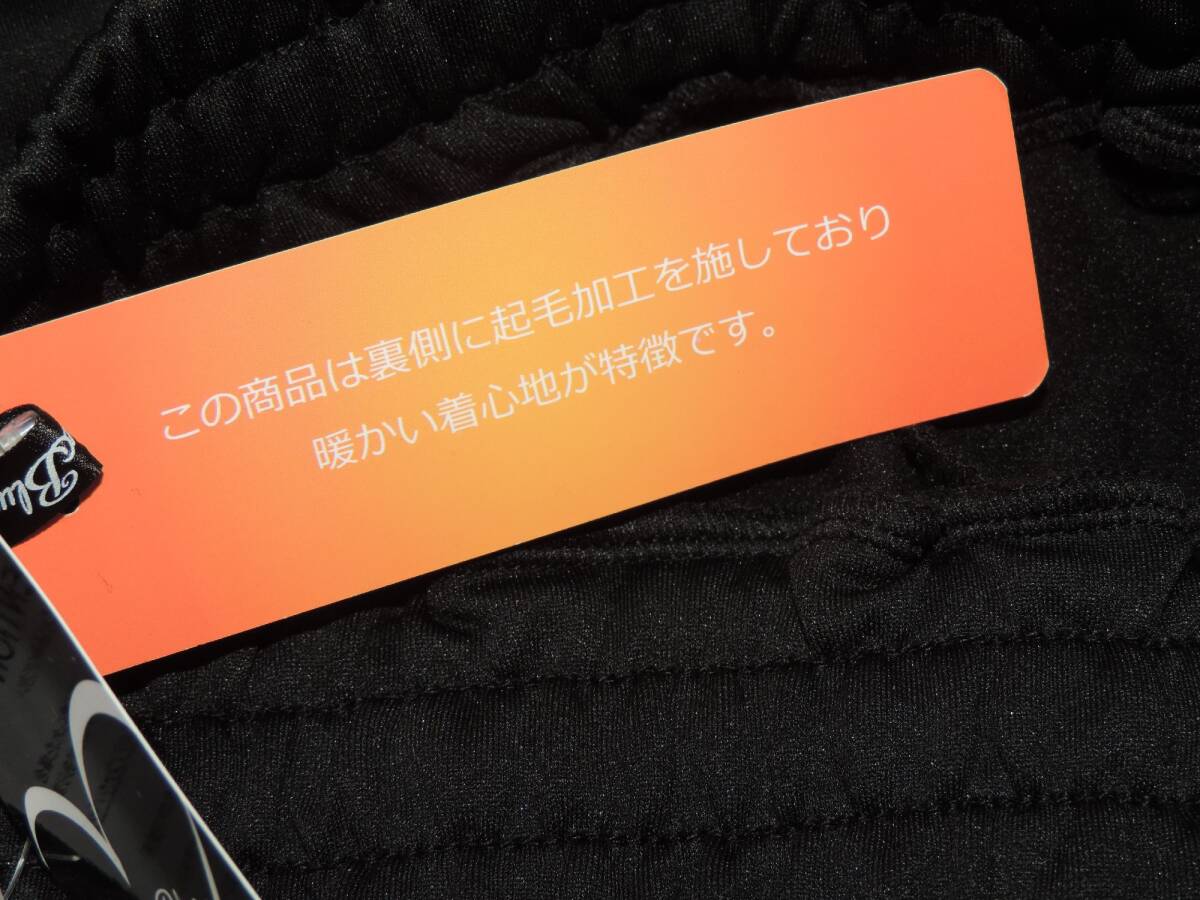 この商品は裏側に起毛加工を施しており
暖かい着心地が特徴です。
Blu